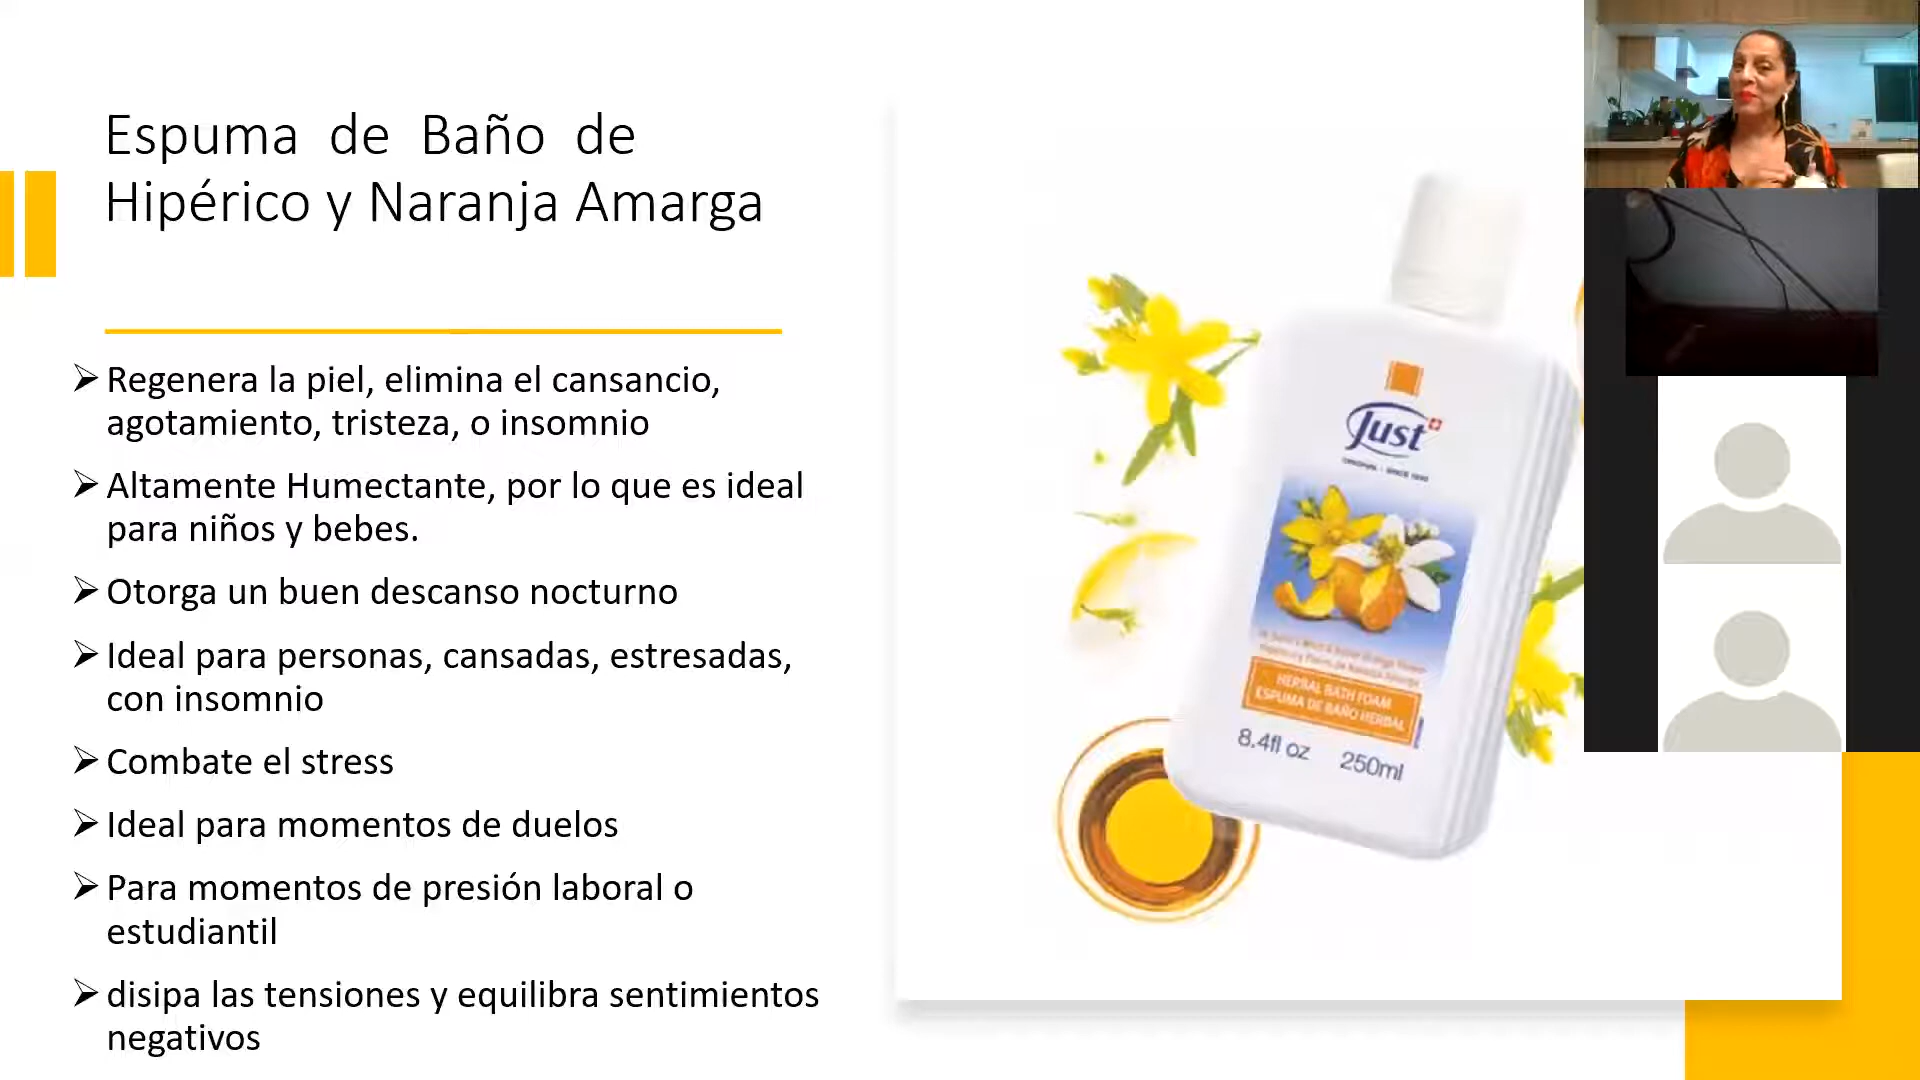 Espuma de Baño de
Hipérico y Naranja Amarga
Regenera la piel, elimina el cansancio,
agotamiento, tristeza, o insomnio
Altamente Humectante, por lo que es ideal
para niños y bebes.
Otorga un buen descanso nocturno
Ideal para personas, cansadas, estresadas,
con insomnio
Combate el stress
Ideal para momentos de duelos
Para momentos de presión laboral o
estudiantil
disipa las tensiones y equilibra sentimientos
negativos
Just
HERBAL BATH FOAM
ESPUMA DE BAÑO HERBAL
8.4fl oz 250ml